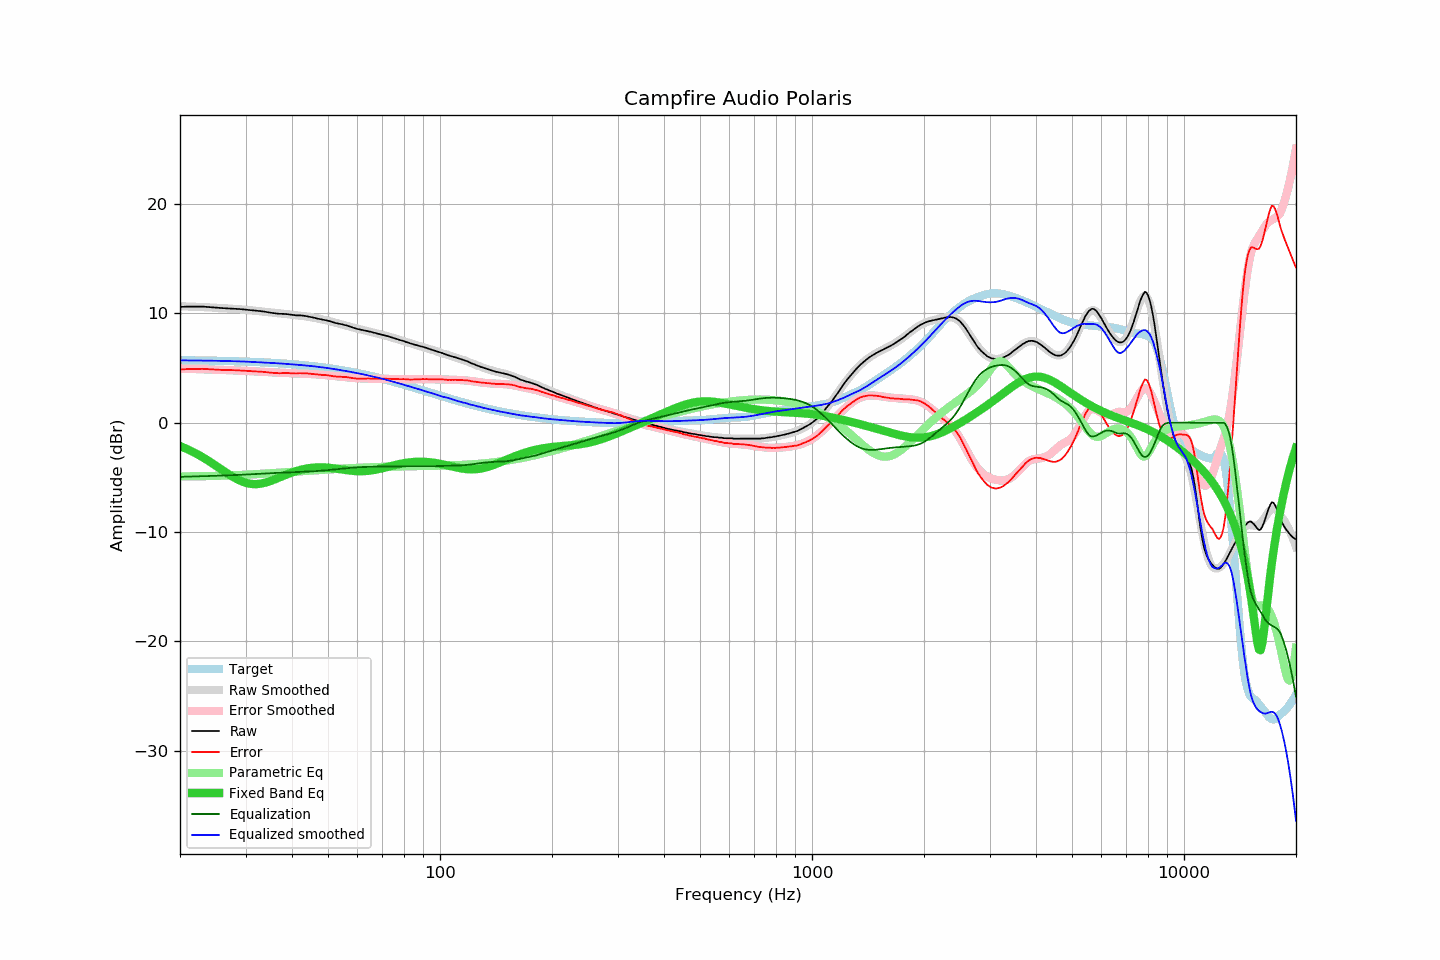 Campfire Audio Polaris
Amplitude (dBr)
20
10
0
−10
−20
−30
Target
Raw Smoothed
Error Smoothed
Raw
Error
Parametric Eq
Fixed Band Eq
Equalization
Equalized smoothed
100 1000 10000
Frequency (Hz)